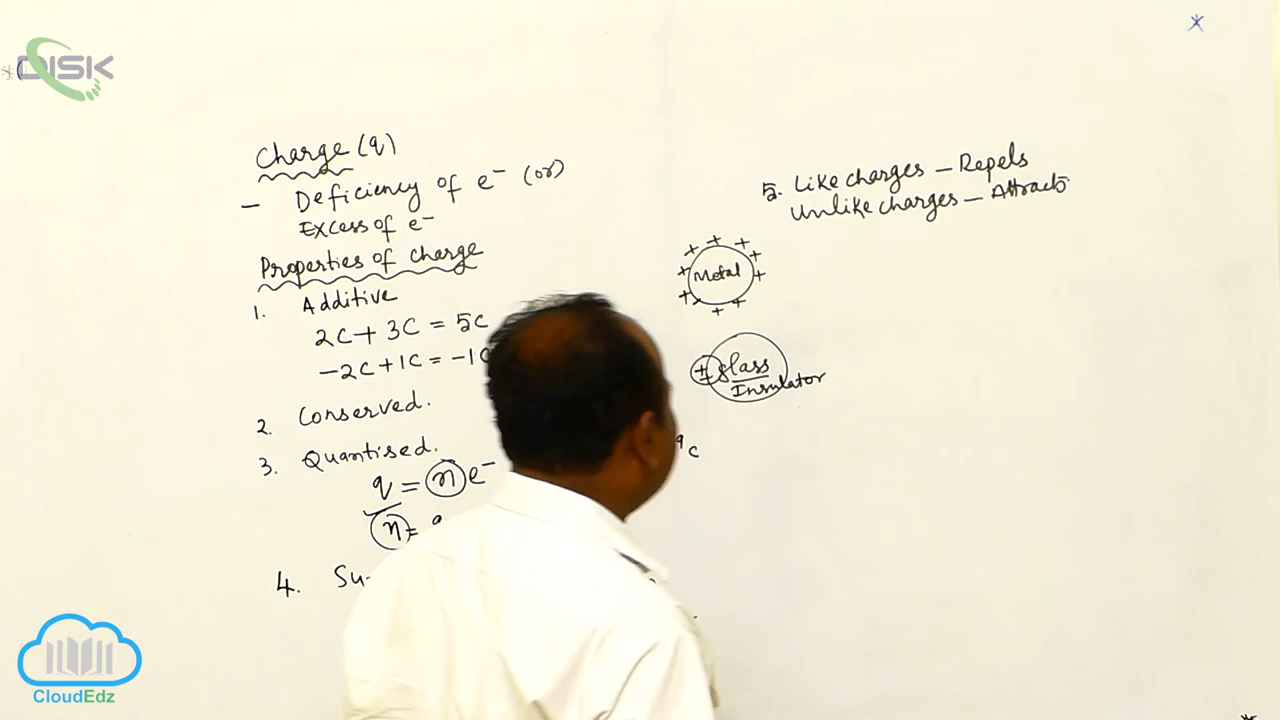 DISK
Charge (q)
– Deficiency of e⁻ (or)
Excess of e⁻
Properties of charge
1. Additive
2C + 3C = 5C
-2C + 1C = -1C
2. Conserved.
3. Quantised.
q = n e⁻
n =
4.
5. Like charges – Repels
Unlike charges – Attracts
+ + + + + + + + + +
Metal
+ glass
Insulator
C
CloudEdz